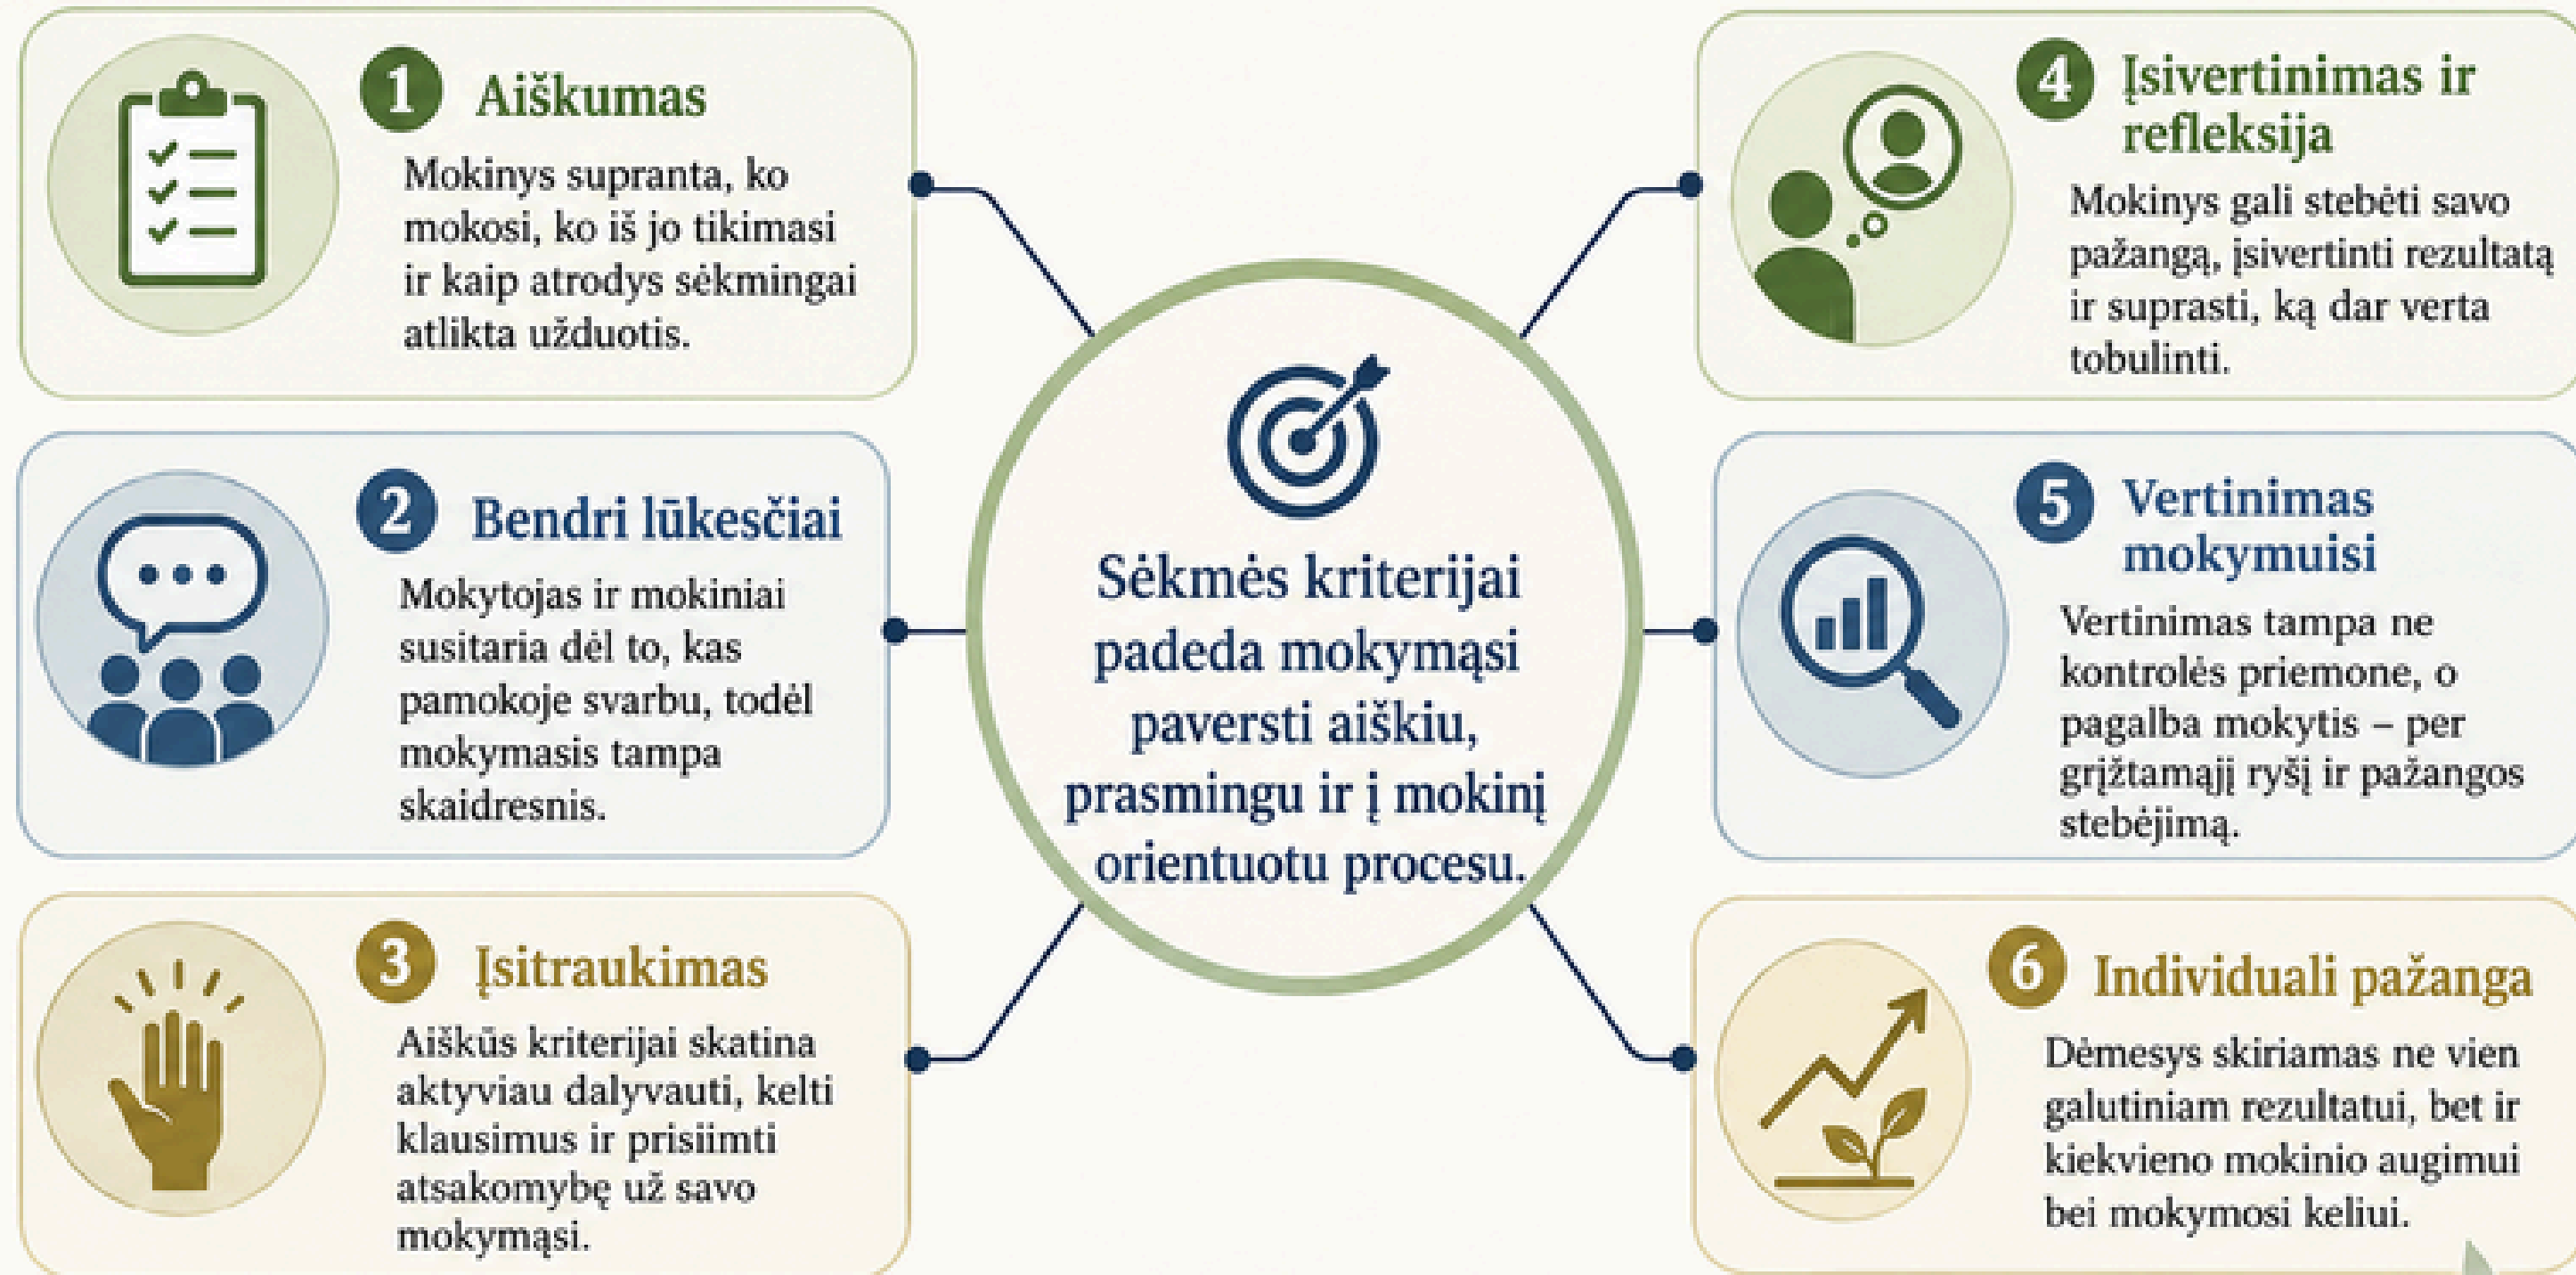 1 Aiškumas
Mokinys supranta, ko
mokosi, ko iš jo tikimasi
ir kaip atrodys sėkmingai
atlikta užduotis.
2 Bendri lūkesčiai
Mokytojas ir mokiniai
susitaria dėl to, kas
pamokoje svarbu, todėl
mokymasis tampa
skaidresnis.
3 Įsitraukimas
Aiškūs kriterijai skatina
aktyviau dalyvauti, kelti
klausimus ir prisiimti
atsakomybę už savo
mokymąsi.
Sėkmės kriterijai
padeda mokymąsi
paversti aiškiu,
prasmingu ir į mokinį
orientuotu procesu.
4 Įsivertinimas ir
refleksija
Mokinys gali stebėti savo
pažangą, įsivertinti rezultatą
ir suprasti, ką dar verta
tobulinti.
5 Vertinimas
mokymuisi
Vertinimas tampa ne
kontrolės priemone, o
pagalba mokytis – per
grįžtamąjį ryšį ir pažangos
stebėjimą.
6 Individuali pažanga
Dėmesys skiriamas ne vien
galutiniam rezultatui, bet ir
kiekvieno mokinio augimui
bei mokymosi keliui.